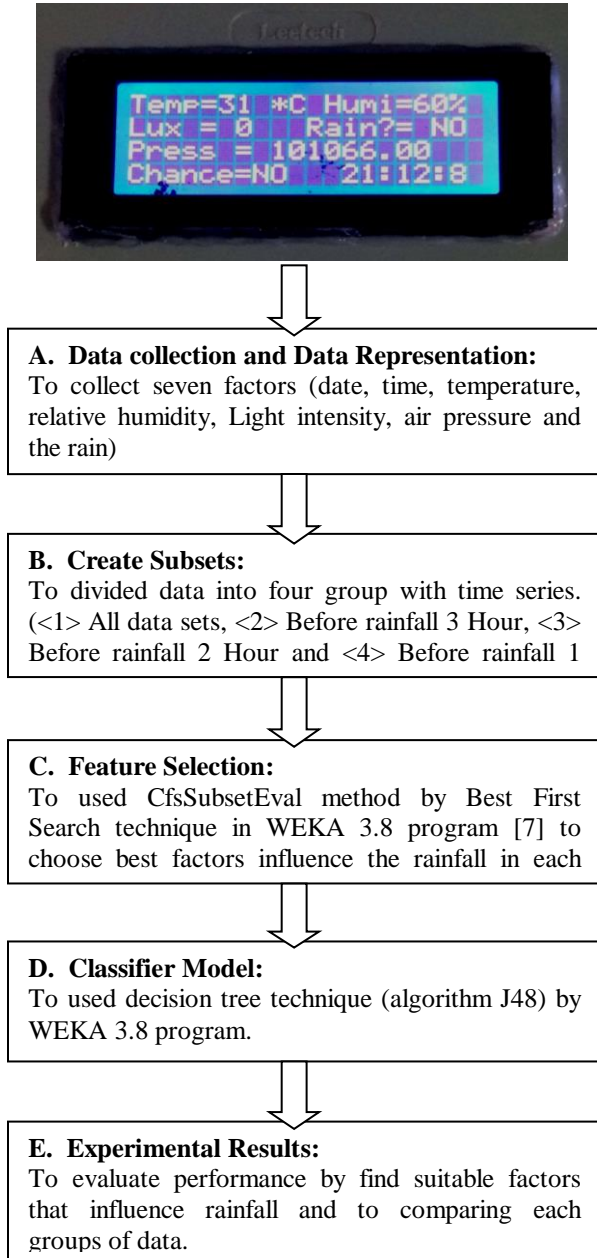 Leetech
Temp=31 *C Humi=60%
Lux = 0 Rain?= NO
Press = 101066.00
Chance=NO 21:12:8
A. Data collection and Data Representation:
To collect seven factors (date, time, temperature,
relative humidity, Light intensity, air pressure and
the rain)
B. Create Subsets:
To divided data into four group with time series.
(<1> All data sets, <2> Before rainfall 3 Hour, <3>
Before rainfall 2 Hour and <4> Before rainfall 1
C. Feature Selection:
To used CfsSubsetEval method by Best First
Search technique in WEKA 3.8 program [7] to
choose best factors influence the rainfall in each
D. Classifier Model:
To used decision tree technique (algorithm J48) by
WEKA 3.8 program.
E. Experimental Results:
To evaluate performance by find suitable factors
that influence rainfall and to comparing each
groups of data.